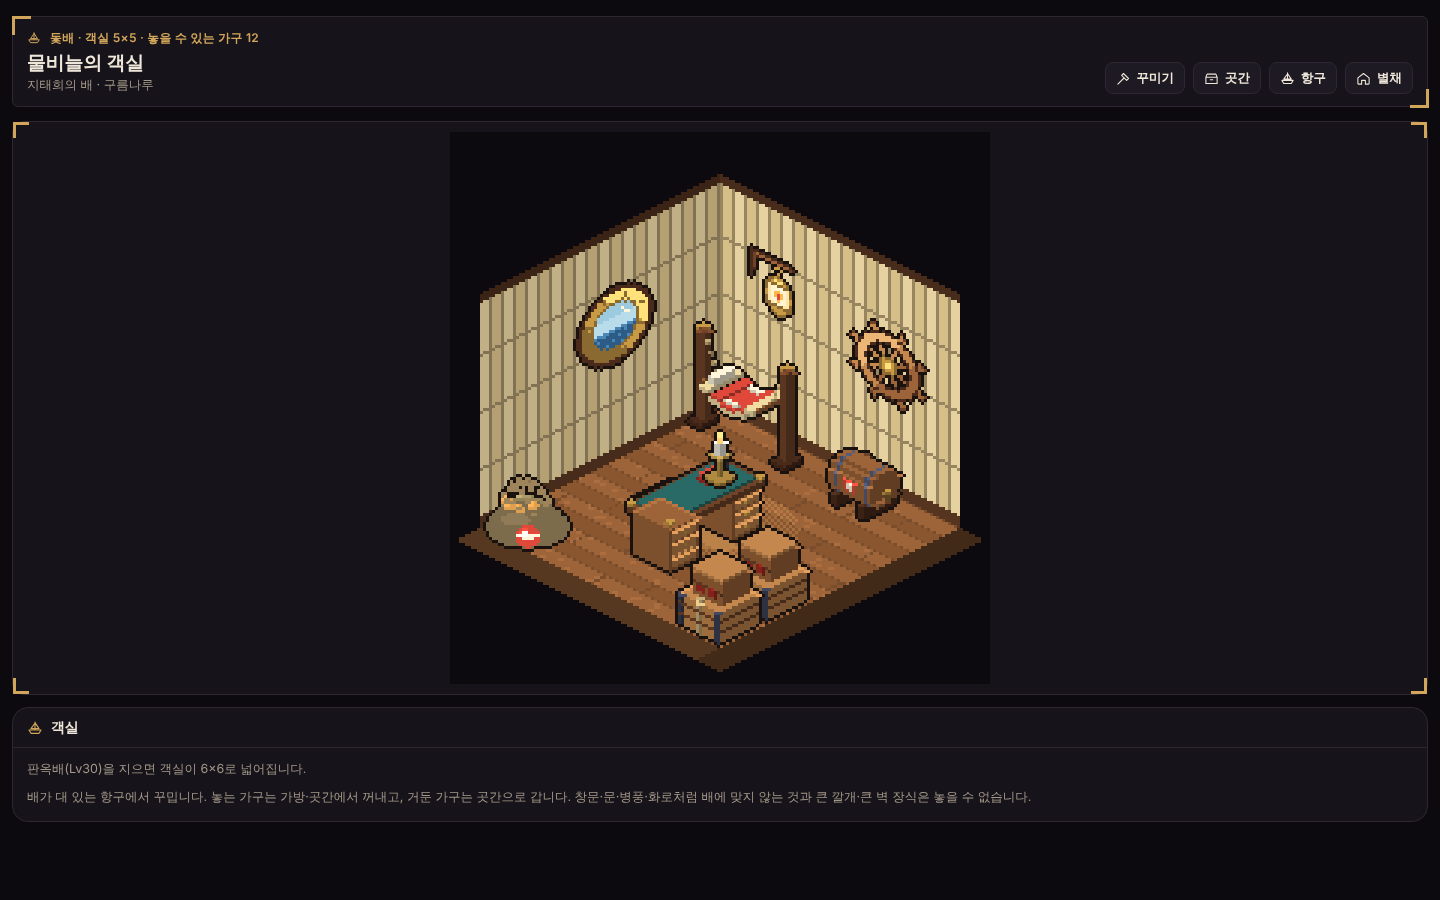 돛배 · 객실 5×5 · 놓을 수 있는 가구 12
물비늘의 객실
지태희의 배 · 구름나루
꾸미기
곳간
항구
별채
객실
판옥배(Lv30)을 지으면 객실이 6×6로 넓어집니다.
배가 대 있는 항구에서 꾸밉니다. 놓는 가구는 가방·곳간에서 꺼내고, 거둔 가구는 곳간으로 갑니다. 창문·문·병풍·화로처럼 배에 맞지 않는 것과 큰 깔개·큰 벽 장식은 놓을 수 없습니다.